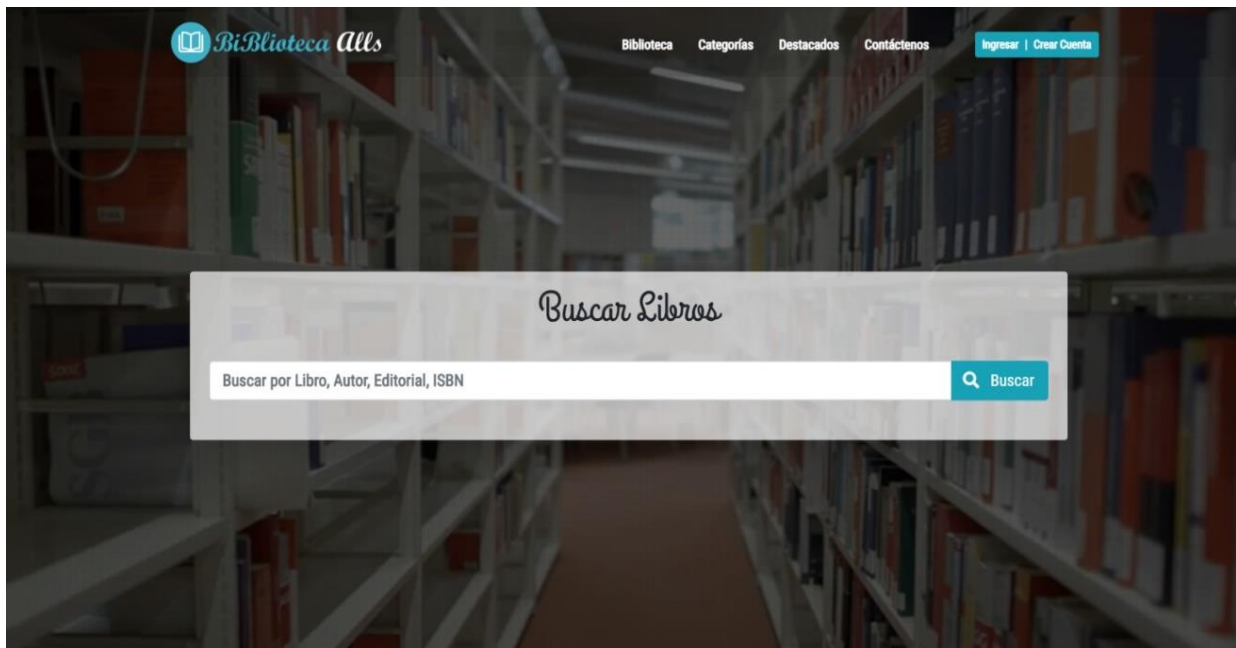 BiBlioteca Alls
Biblioteca Categorías Destacados Contáctenos Ingresar | Crear Cuenta
Buscar Libros
Buscar por Libro, Autor, Editorial, ISBN Buscar